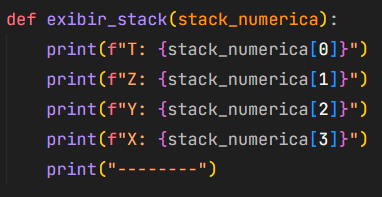 def exibir_stack(stack_numerica):
    print(f"T: {stack_numerica[0]}")
    print(f"Z: {stack_numerica[1]}")
    print(f"Y: {stack_numerica[2]}")
    print(f"X: {stack_numerica[3]}")
    print("--------")